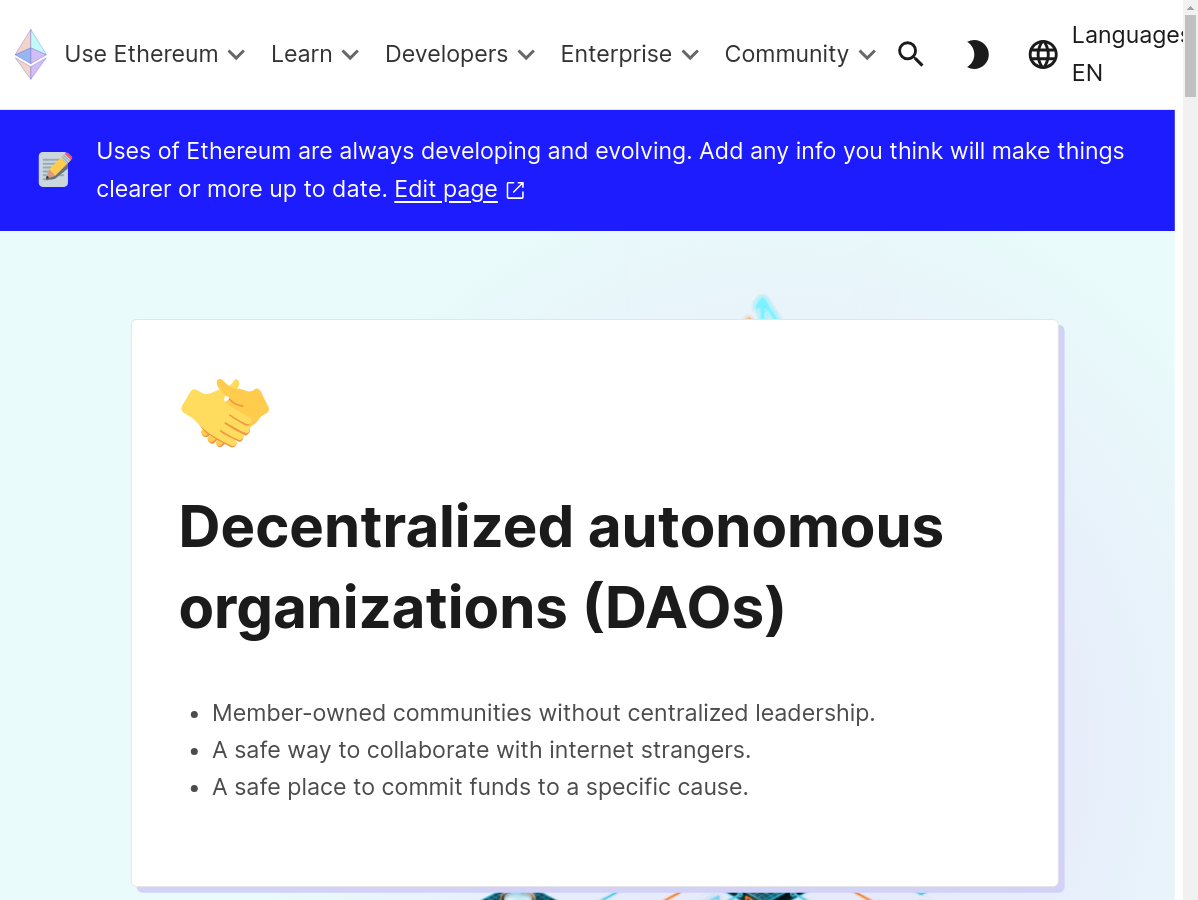 Use Ethereum Learn Developers Enterprise Community Languages
EN
Uses of Ethereum are always developing and evolving. Add any info you think will make things
clearer or more up to date. Edit page
Decentralized autonomous
organizations (DAOs)
• Member-owned communities without centralized leadership.
• A safe way to collaborate with internet strangers.
• A safe place to commit funds to a specific cause.